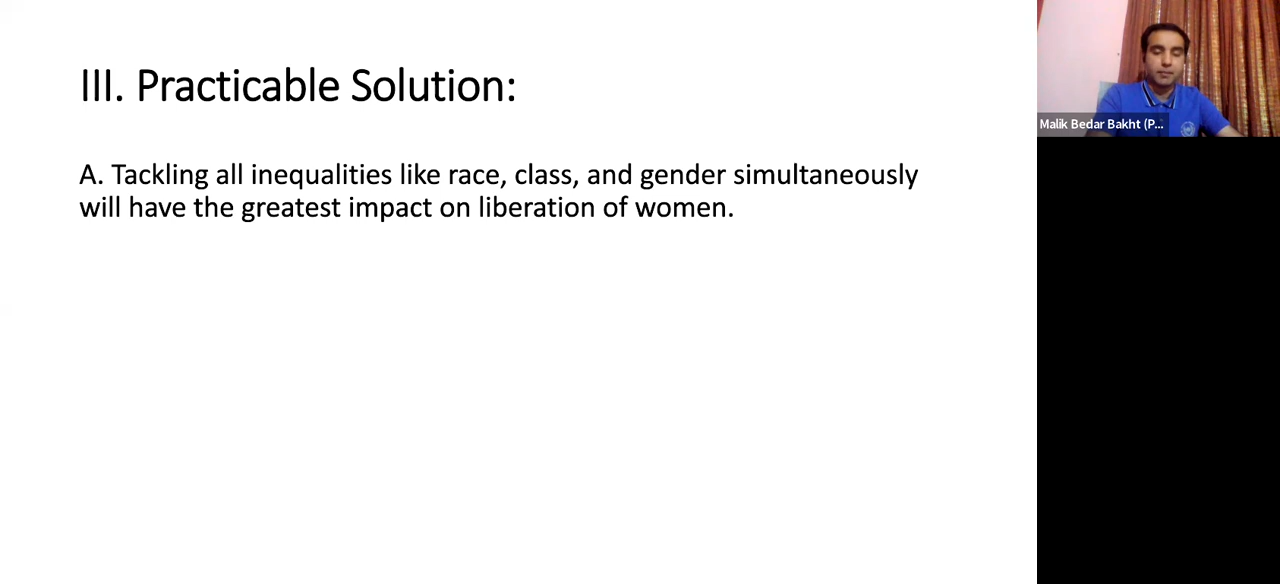 III. Practicable Solution:
A. Tackling all inequalities like race, class, and gender simultaneously
will have the greatest impact on liberation of women.
Malik Bedar Bakht (P...